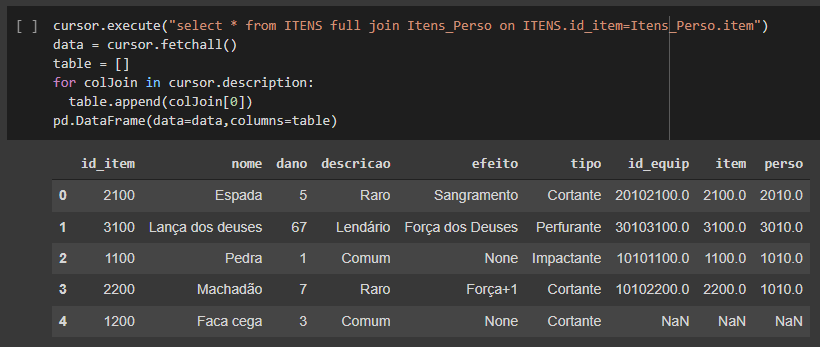 [ ] cursor.execute("select * from ITENS full join Itens_Perso on ITENS.id_item=Itens_Perso.item")
data = cursor.fetchall()
table = []
for colJoin in cursor.description:
  table.append(colJoin[0])
pd.DataFrame(data=data,columns=table)
id_item nome dano descricao efeito tipo id_equip item perso
0 2100 Espada 5 Raro Sangramento Cortante 20102100.0 2100.0 2010.0
1 3100 Lança dos deuses 67 Lendário Força dos Deuses Perfurante 30103100.0 3100.0 3010.0
2 1100 Pedra 1 Comum None Impactante 10101100.0 1100.0 1010.0
3 2200 Machadão 7 Raro Força+1 Cortante 10102200.0 2200.0 1010.0
4 1200 Faca cega 3 Comum None Cortante NaN NaN NaN